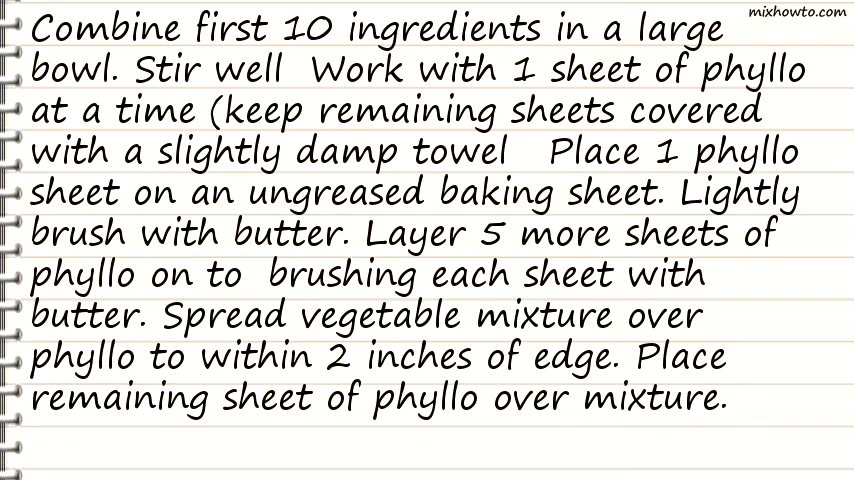 mixhowto.com
Combine first 10 ingredients in a large
bowl. Stir well  Work with 1 sheet of phyllo
at a time (keep remaining sheets covered
with a slightly damp towel   Place 1 phyllo
sheet on an ungreased baking sheet. Lightly
brush with butter. Layer 5 more sheets of
phyllo on to  brushing each sheet with
butter. Spread vegetable mixture over
phyllo to within 2 inches of edge. Place
remaining sheet of phyllo over mixture.